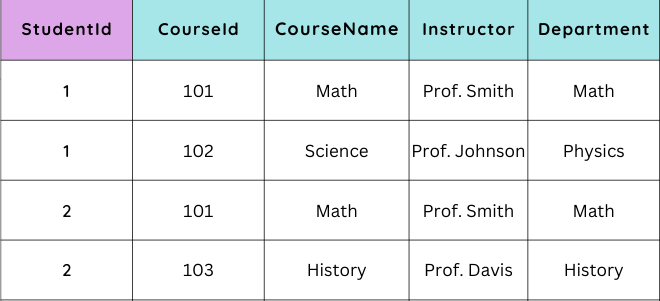 StudentId CourseId CourseName Instructor Department
1 101 Math Prof. Smith Math
1 102 Science Prof. Johnson Physics
2 101 Math Prof. Smith Math
2 103 History Prof. Davis History